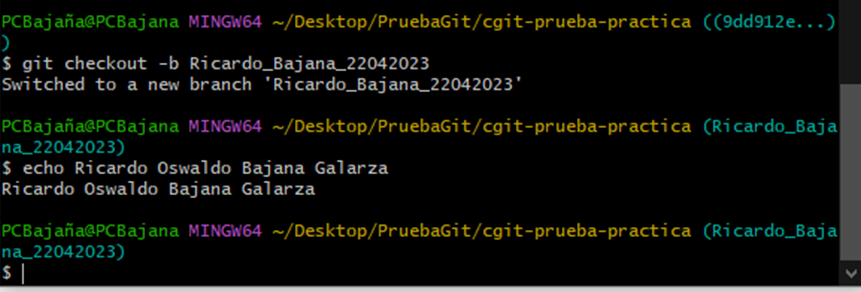 PCBajaña@PCBajana MINGW64 ~/Desktop/PruebaGit/cgit-prueba-practica ((9dd912e...)
)
$ git checkout -b Ricardo_Bajana_22042023
Switched to a new branch 'Ricardo_Bajana_22042023'
PCBajaña@PCBajana MINGW64 ~/Desktop/PruebaGit/cgit-prueba-practica (Ricardo_Baja
na_22042023)
$ echo Ricardo Oswaldo Bajana Galarza
Ricardo Oswaldo Bajana Galarza
PCBajaña@PCBajana MINGW64 ~/Desktop/PruebaGit/cgit-prueba-practica (Ricardo_Baja
na_22042023)
$